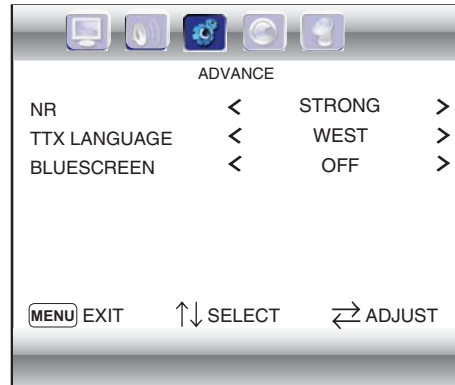 ADVANCE
NR < STRONG >
TTX LANGUAGE < WEST >
BLUESCREEN < OFF >
MENU EXIT ↑↓ SELECT ⇄ ADJUST